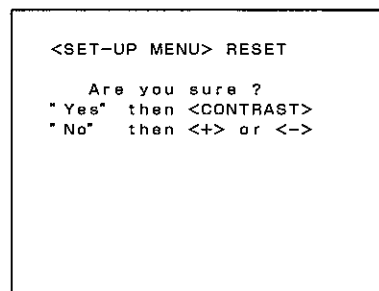 <SET-UP MENU> RESET
Are you sure ?
"Yes" then <CONTRAST>
"No" then <+> or <->